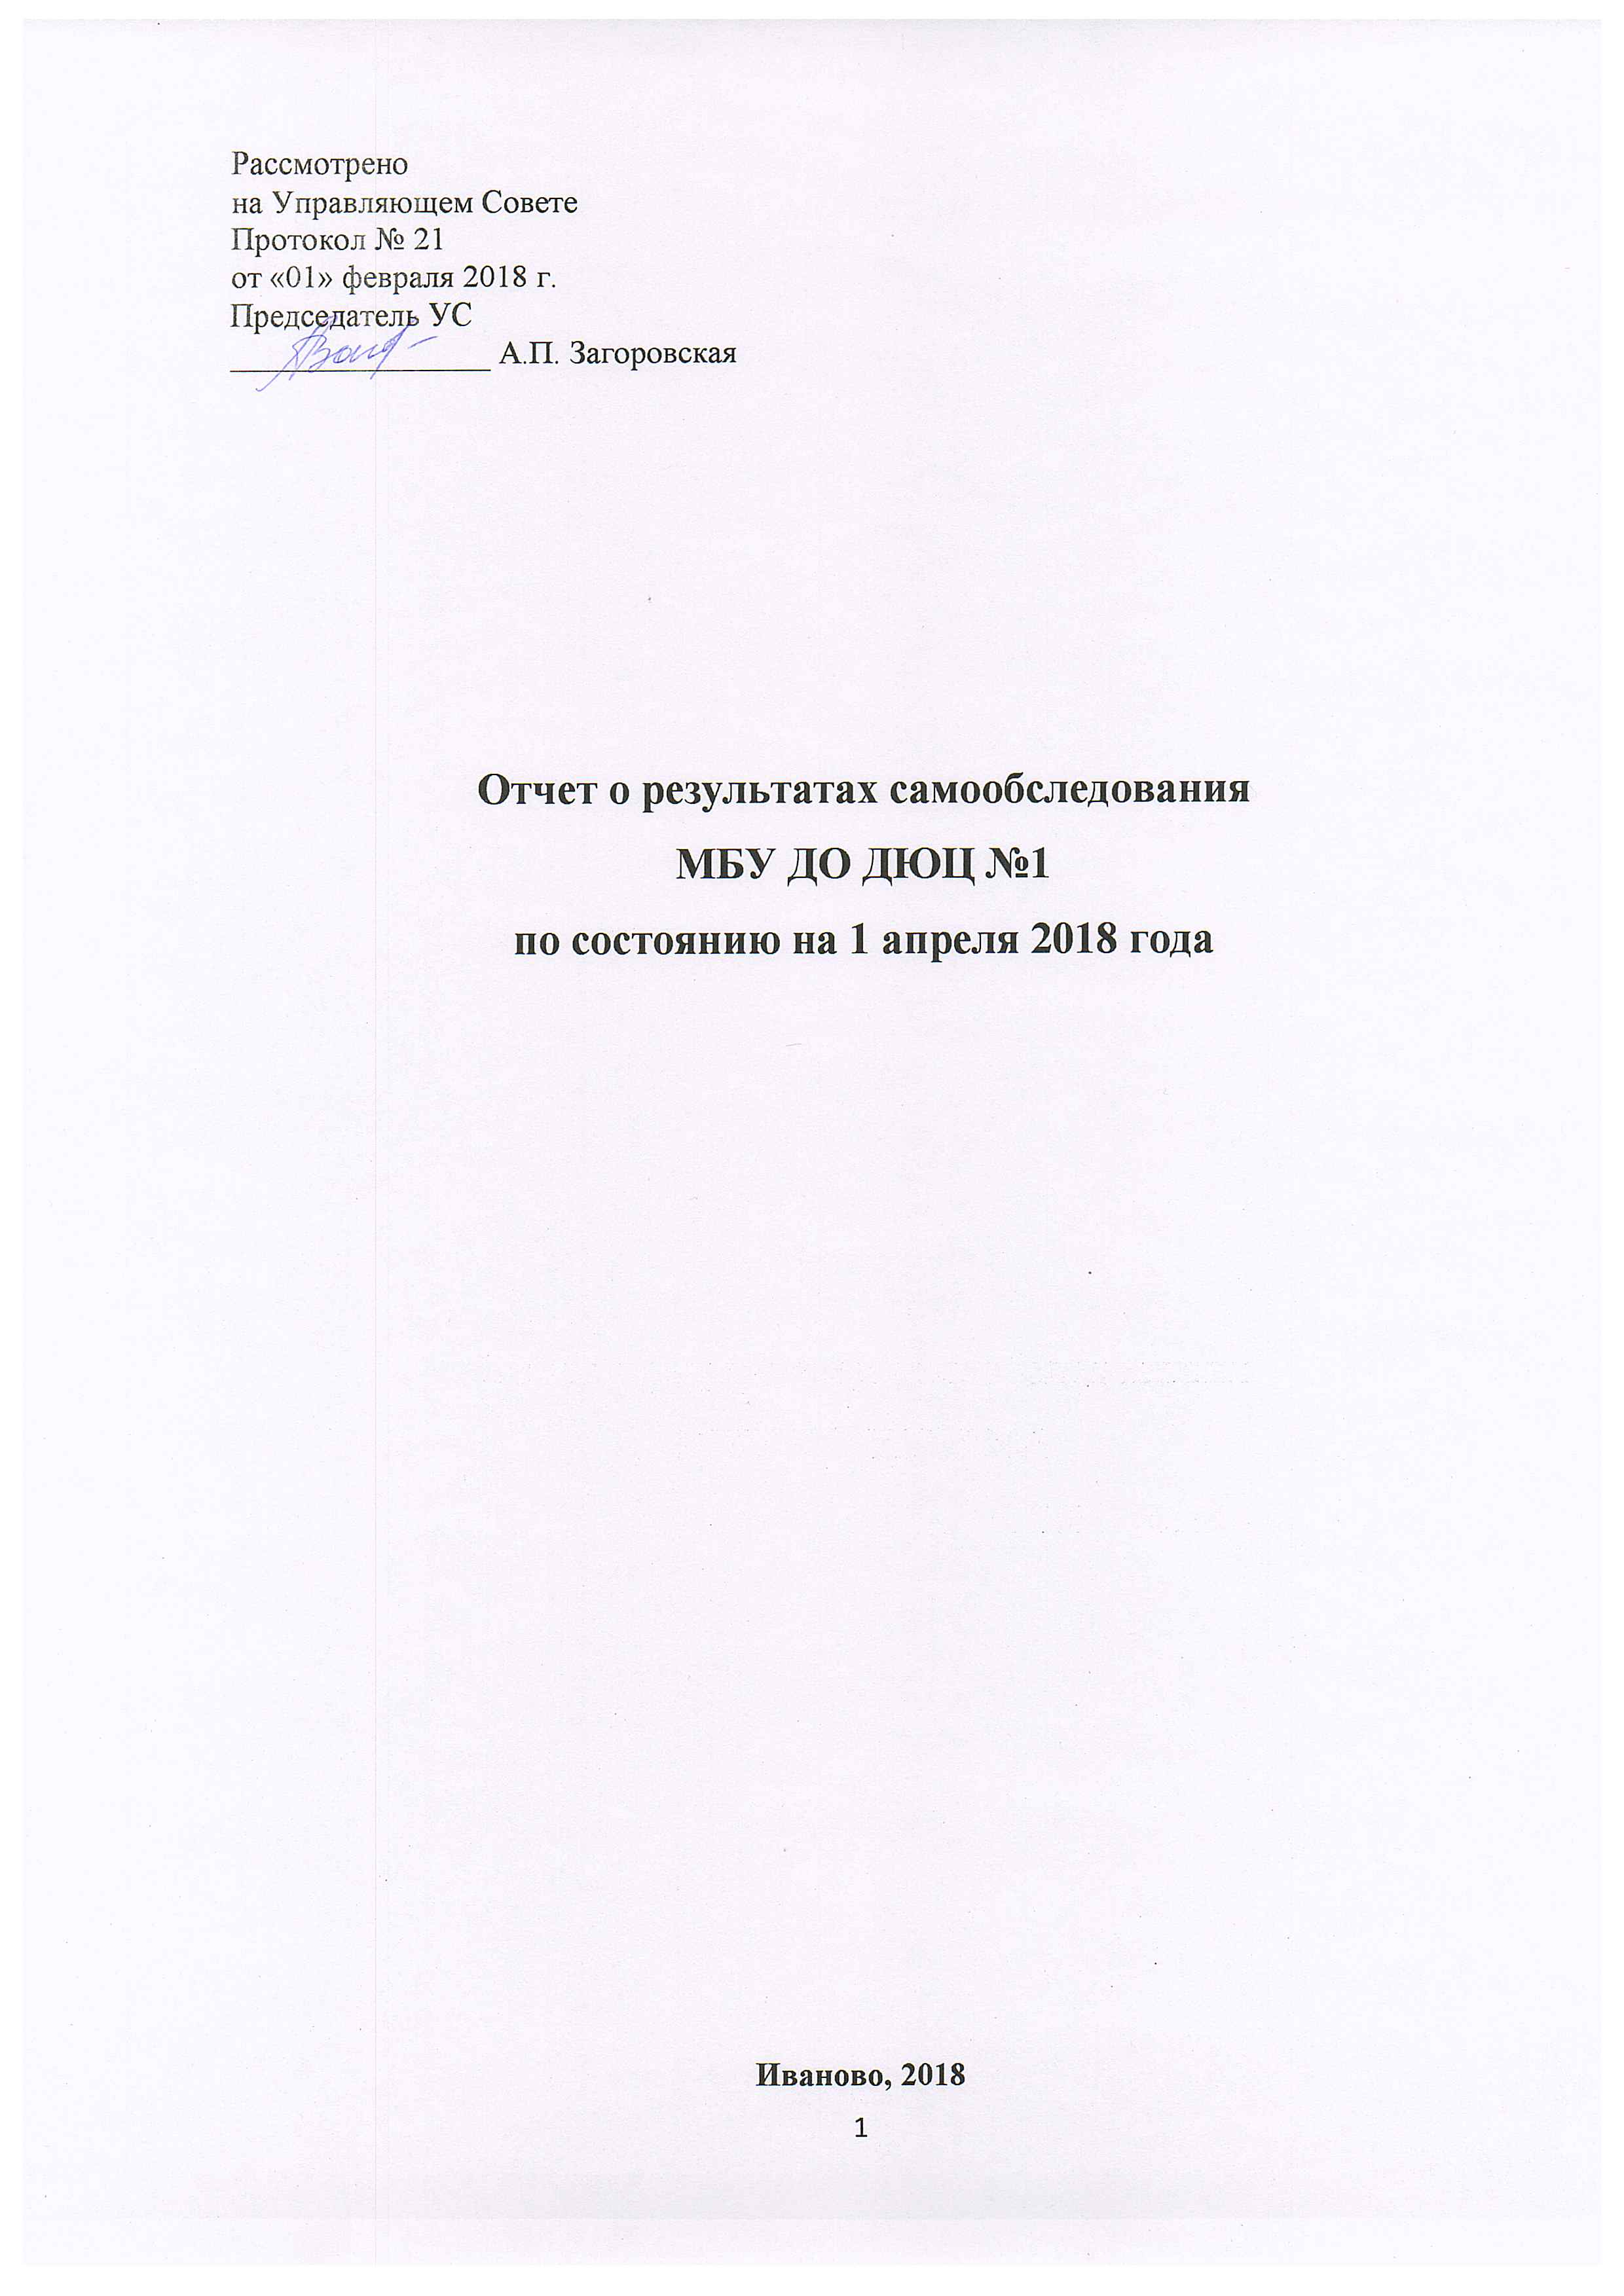 Рассмотрено
на Управляющем Совете
Протокол № 21
от «01» февраля 2018 г.
Председатель УС
________________ А.П. Загоровская
Отчет о результатах самообследования
МБУ ДО ДЮЦ №1
по состоянию на 1 апреля 2018 года
Иваново, 2018
1